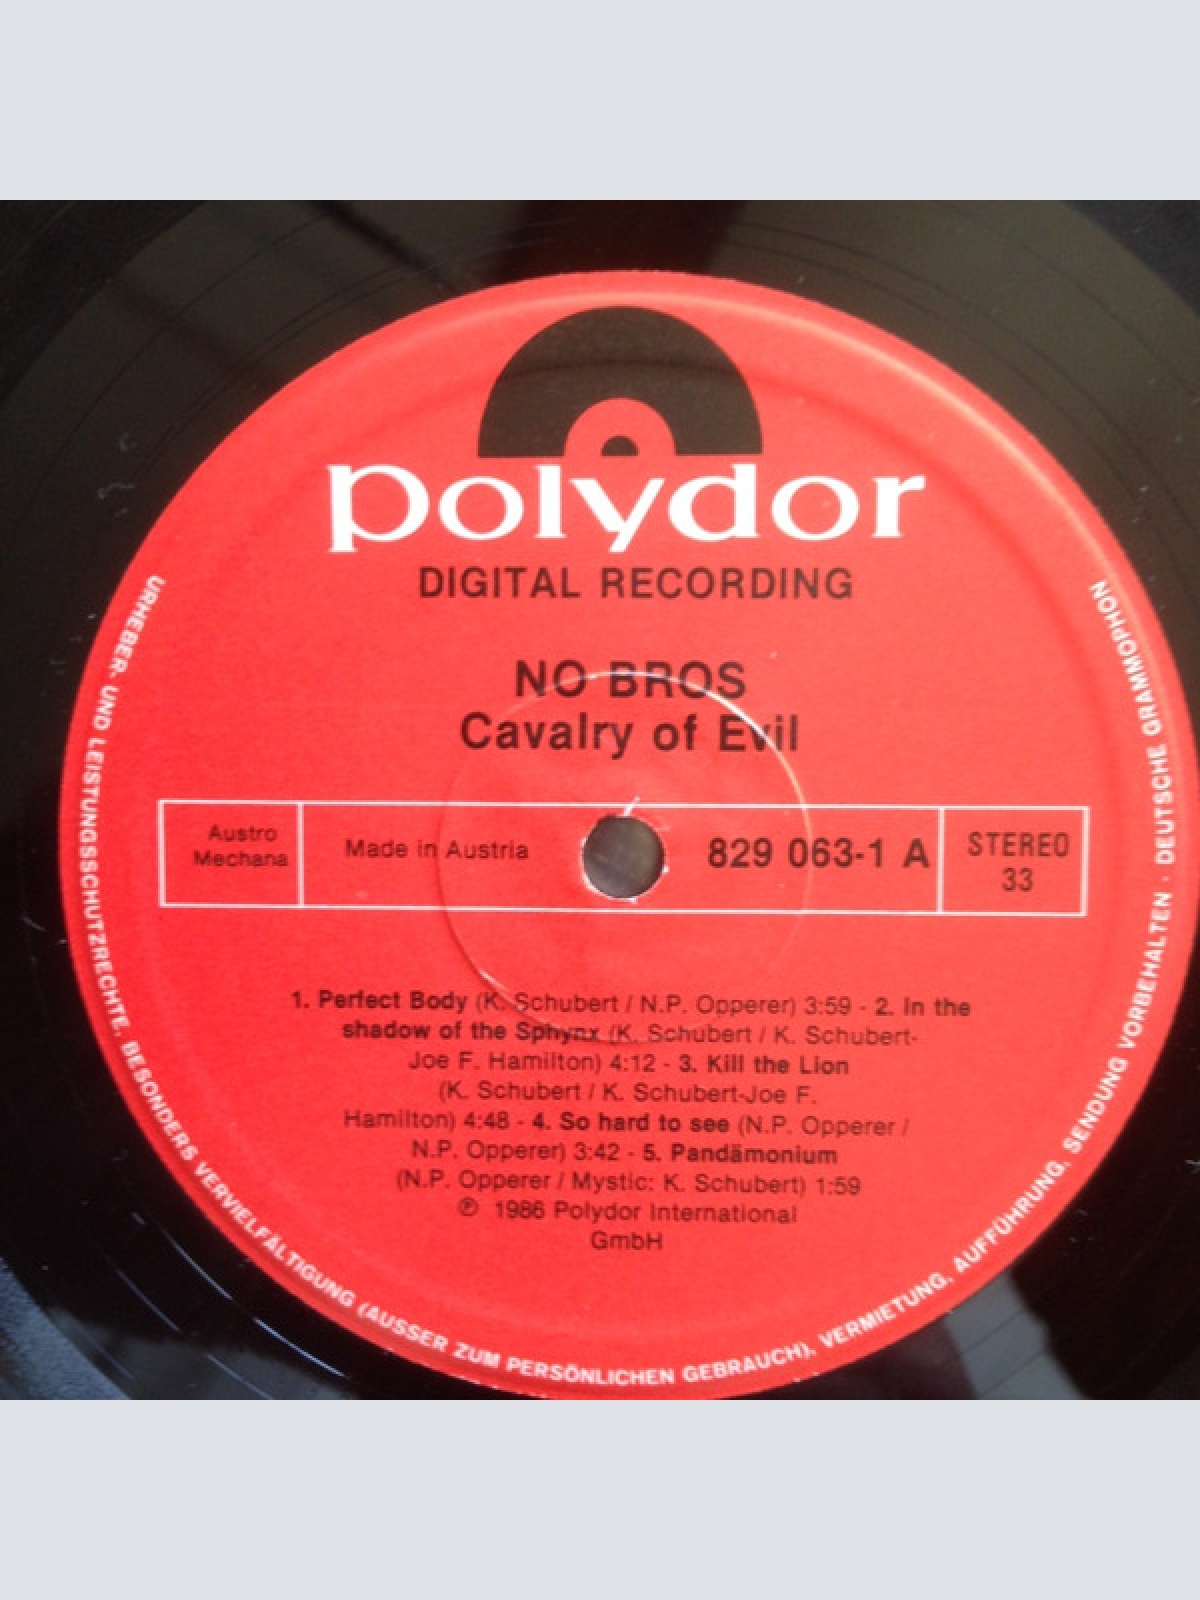 polydor
DIGITAL RECORDING
NO BROS
Cavalry of Evil
Austro
Mechana
Made in Austria
829 063-1 A
STEREO
33
1. Perfect Body (K. Schubert / N.P. Opperer) 3:59 - 2. In the
shadow of the Sphynx (K. Schubert / K. Schubert-
Joe F. Hamilton) 4:12 - 3. Kill the Lion
(K. Schubert / K. Schubert-Joe F.
Hamilton) 4:48 - 4. So hard to see (N.P. Opperer /
N.P. Opperer) 3:42 - 5. Pandämonium
(N.P. Opperer / Mystic: K. Schubert) 1:59
℗ 1986 Polydor International
GmbH
URHEBER- UND LEISTUNGSSCHUTZRECHTE, BESONDERS VERVIELFÄLTIGUNG (AUSSER ZUM PERSÖNLICHEN GEBRAUCH), VERMIETUNG, AUFFÜHRUNG, SENDUNG VORBEHALTEN · DEUTSCHE GRAMMOPHON